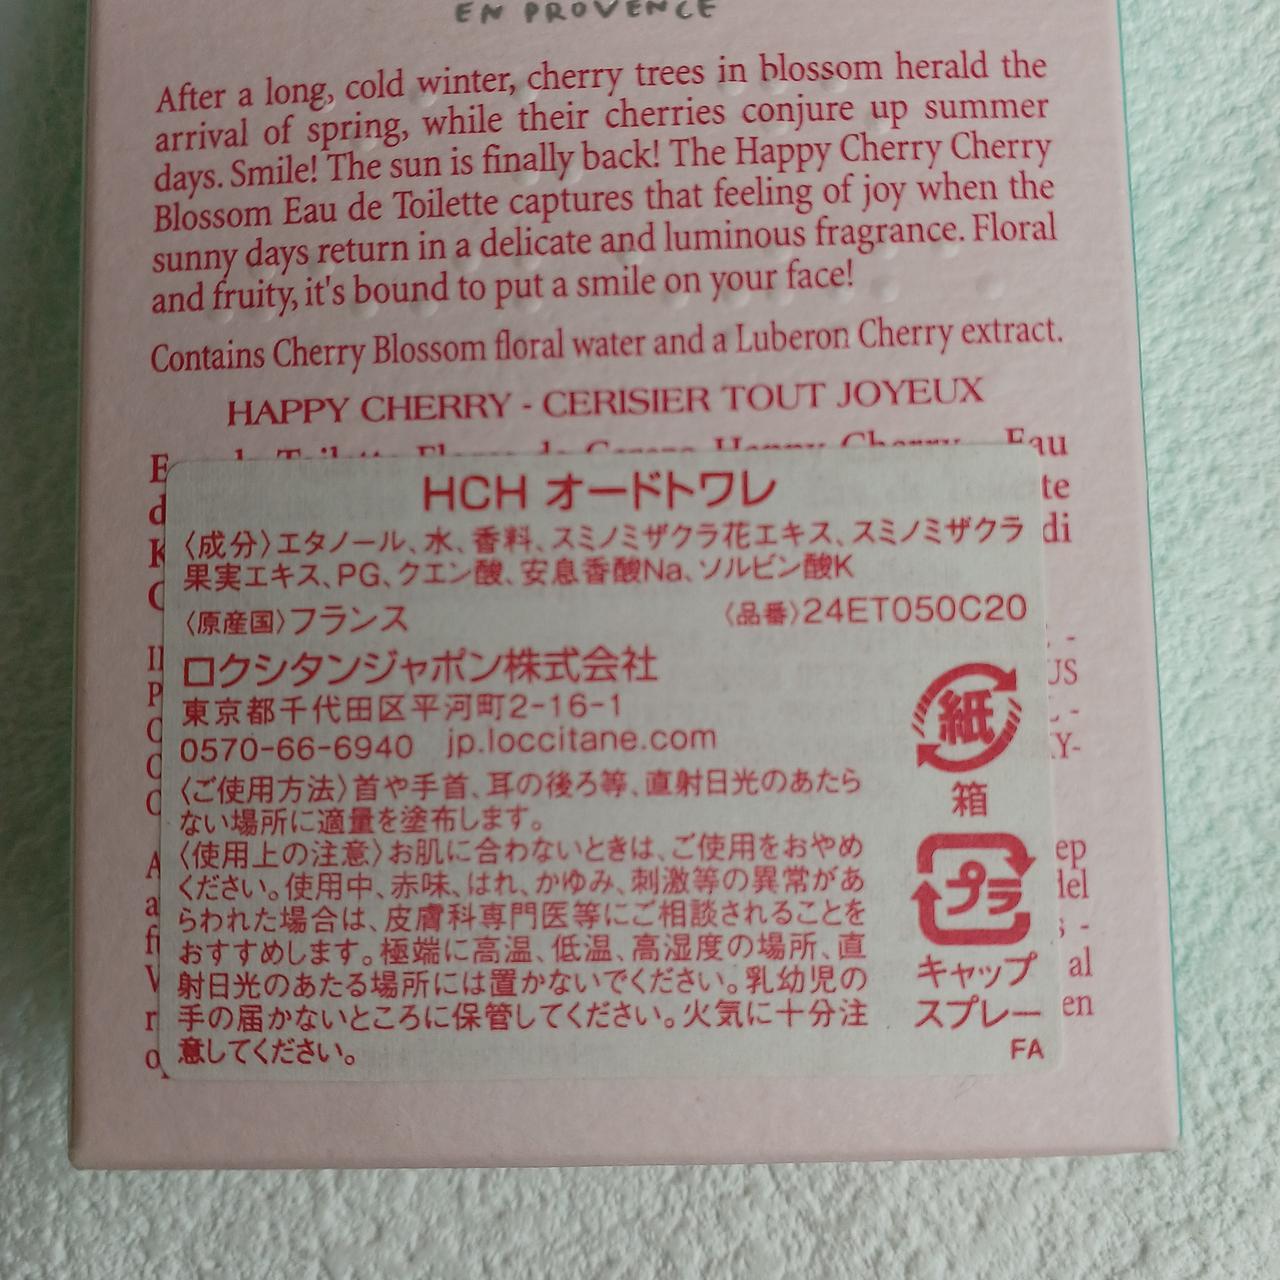 EN PROVENCE
After a long, cold winter, cherry trees in blossom herald the
arrival of spring, while their cherries conjure up summer
days. Smile! The sun is finally back! The Happy Cherry Cherry
Blossom Eau de Toilette captures that feeling of joy when the
sunny days return in a delicate and luminous fragrance. Floral
and fruity, it's bound to put a smile on your face!
Contains Cherry Blossom floral water and a Luberon Cherry extract.
HAPPY CHERRY - CERISIER TOUT JOYEUX
Eau
HCH オードトワレ
〈成分〉エタノール、水、香料、スミノミザクラ花エキス、スミノミザクラ
果実エキス、PG、クエン酸、安息香酸Na、ソルビン酸K
〈原産国〉フランス 〈品番〉24ET050C20
ロクシタンジャポン株式会社
東京都千代田区平河町2-16-1
0570-66-6940 jp.loccitane.com
〈ご使用方法〉首や手首、耳の後ろ等、直射日光のあたら
ない場所に適量を塗布します。
〈使用上の注意〉お肌に合わないときは、ご使用をおやめ
ください。使用中、赤味、はれ、かゆみ、刺激等の異常があ
らわれた場合は、皮膚科専門医等にご相談されることを
おすすめします。極端に高温、低温、高湿度の場所、直
射日光のあたる場所には置かないでください。乳幼児の
手の届かないところに保管してください。火気に十分注
意してください。
紙
箱
プラ
キャップ
スプレー
FA
al
en